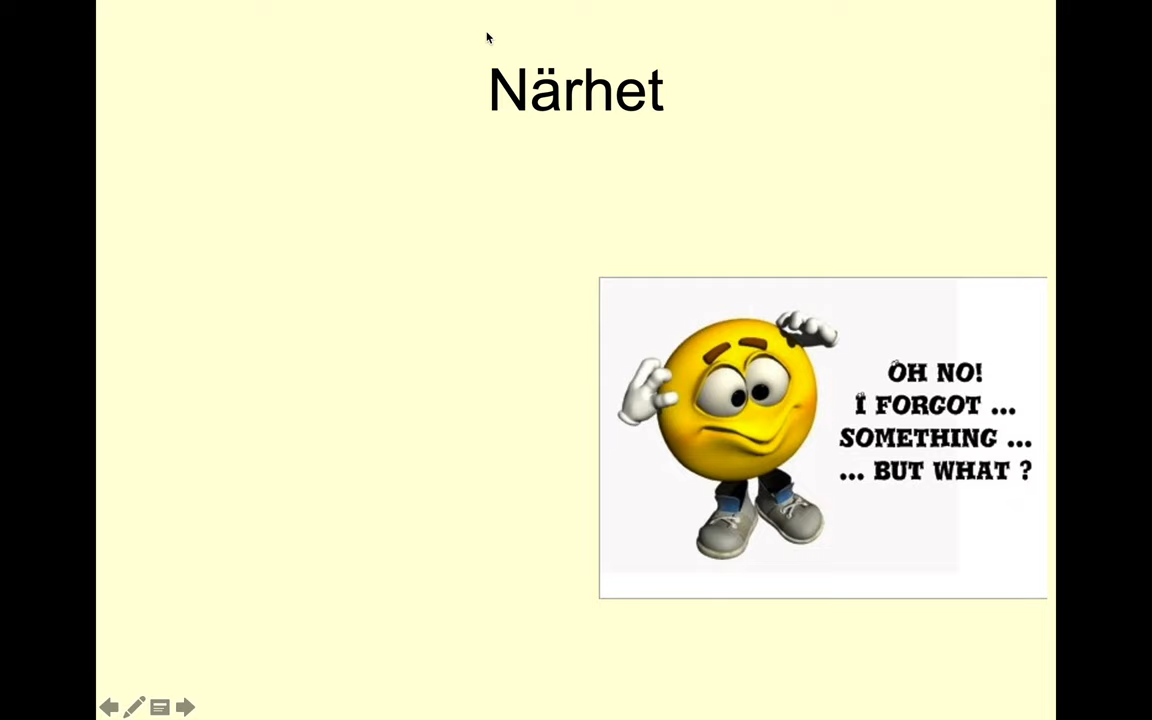 Närhet
OH NO!
I FORGOT ...
SOMETHING ...
... BUT WHAT ?